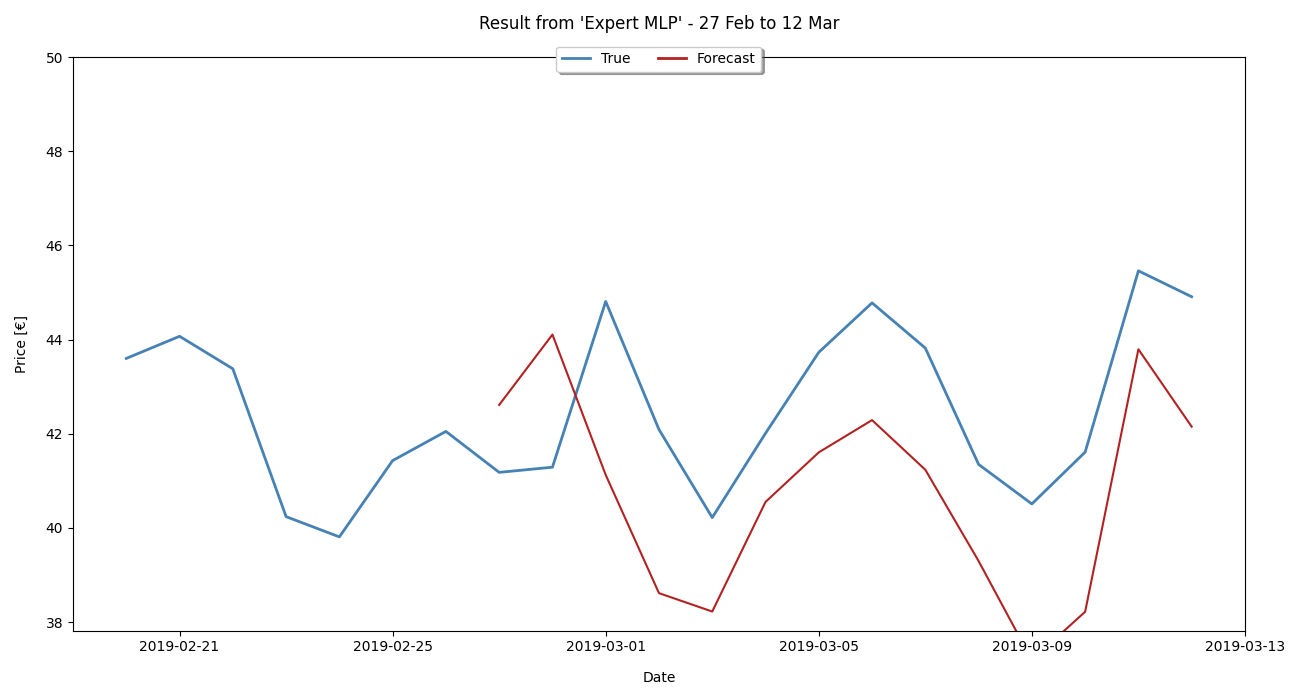 Result from 'Expert MLP' - 27 Feb to 12 Mar
True Forecast
50
48
46
44
42
40
38
Price [€]
2019-02-21 2019-02-25 2019-03-01 2019-03-05 2019-03-09 2019-03-13
Date